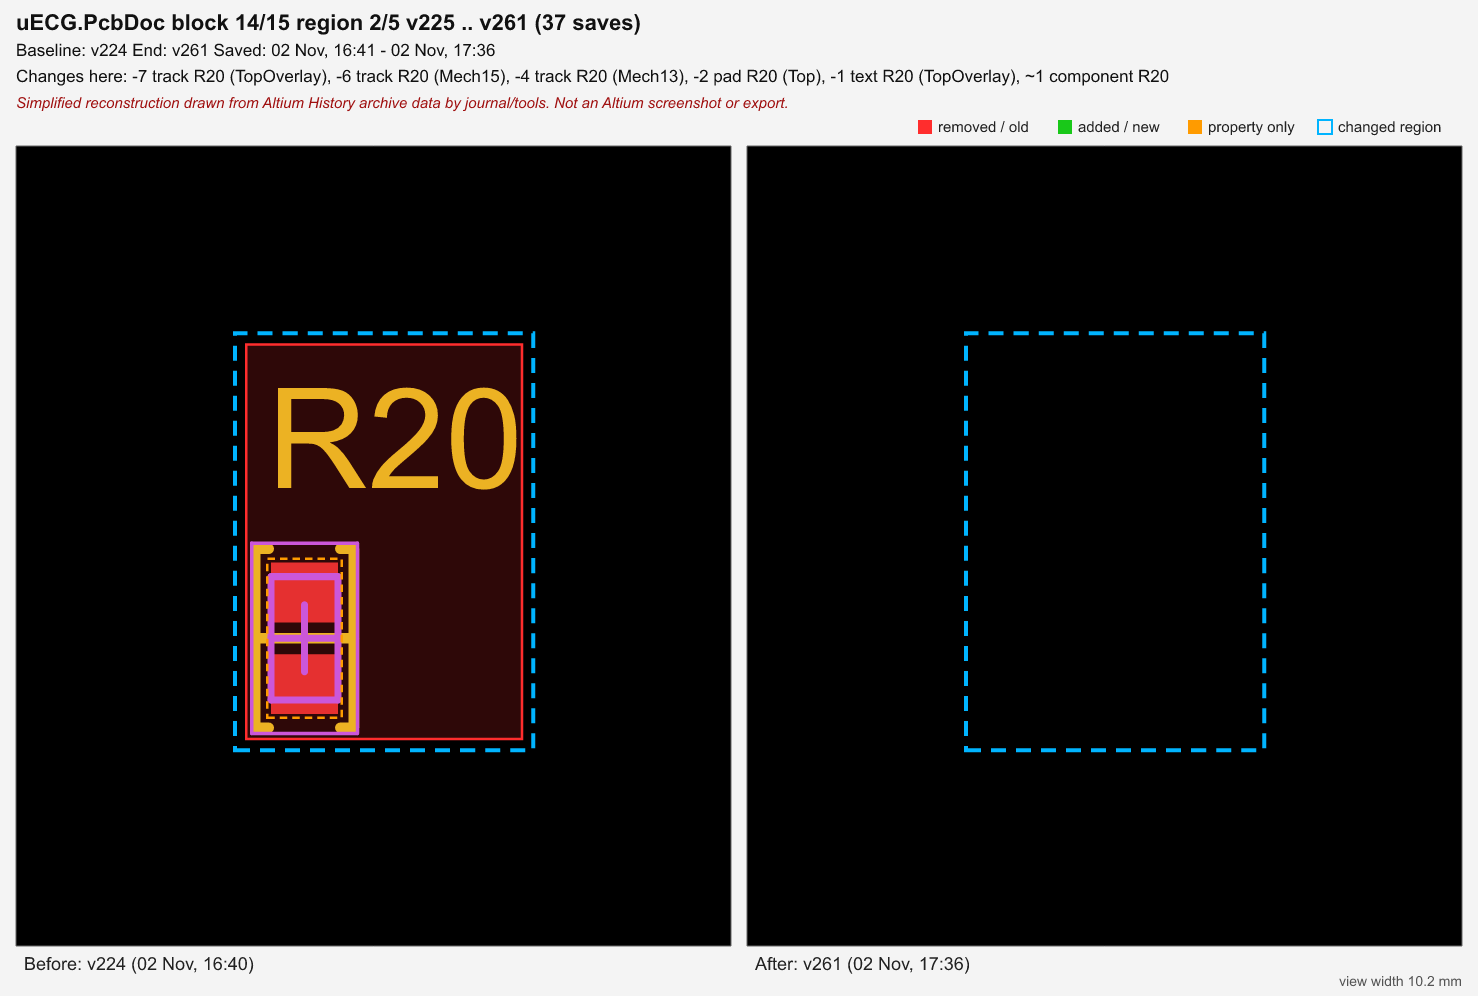 uECG.PcbDoc block 14/15 region 2/5 v225 .. v261 (37 saves)
Baseline: v224 End: v261 Saved: 02 Nov, 16:41 - 02 Nov, 17:36
Changes here: -7 track R20 (TopOverlay), -6 track R20 (Mech15), -4 track R20 (Mech13), -2 pad R20 (Top), -1 text R20 (TopOverlay), ~1 component R20
Simplified reconstruction drawn from Altium History archive data by journal/tools. Not an Altium screenshot or export.
removed / old added / new property only changed region
R20
Before: v224 (02 Nov, 16:40) After: v261 (02 Nov, 17:36)
view width 10.2 mm